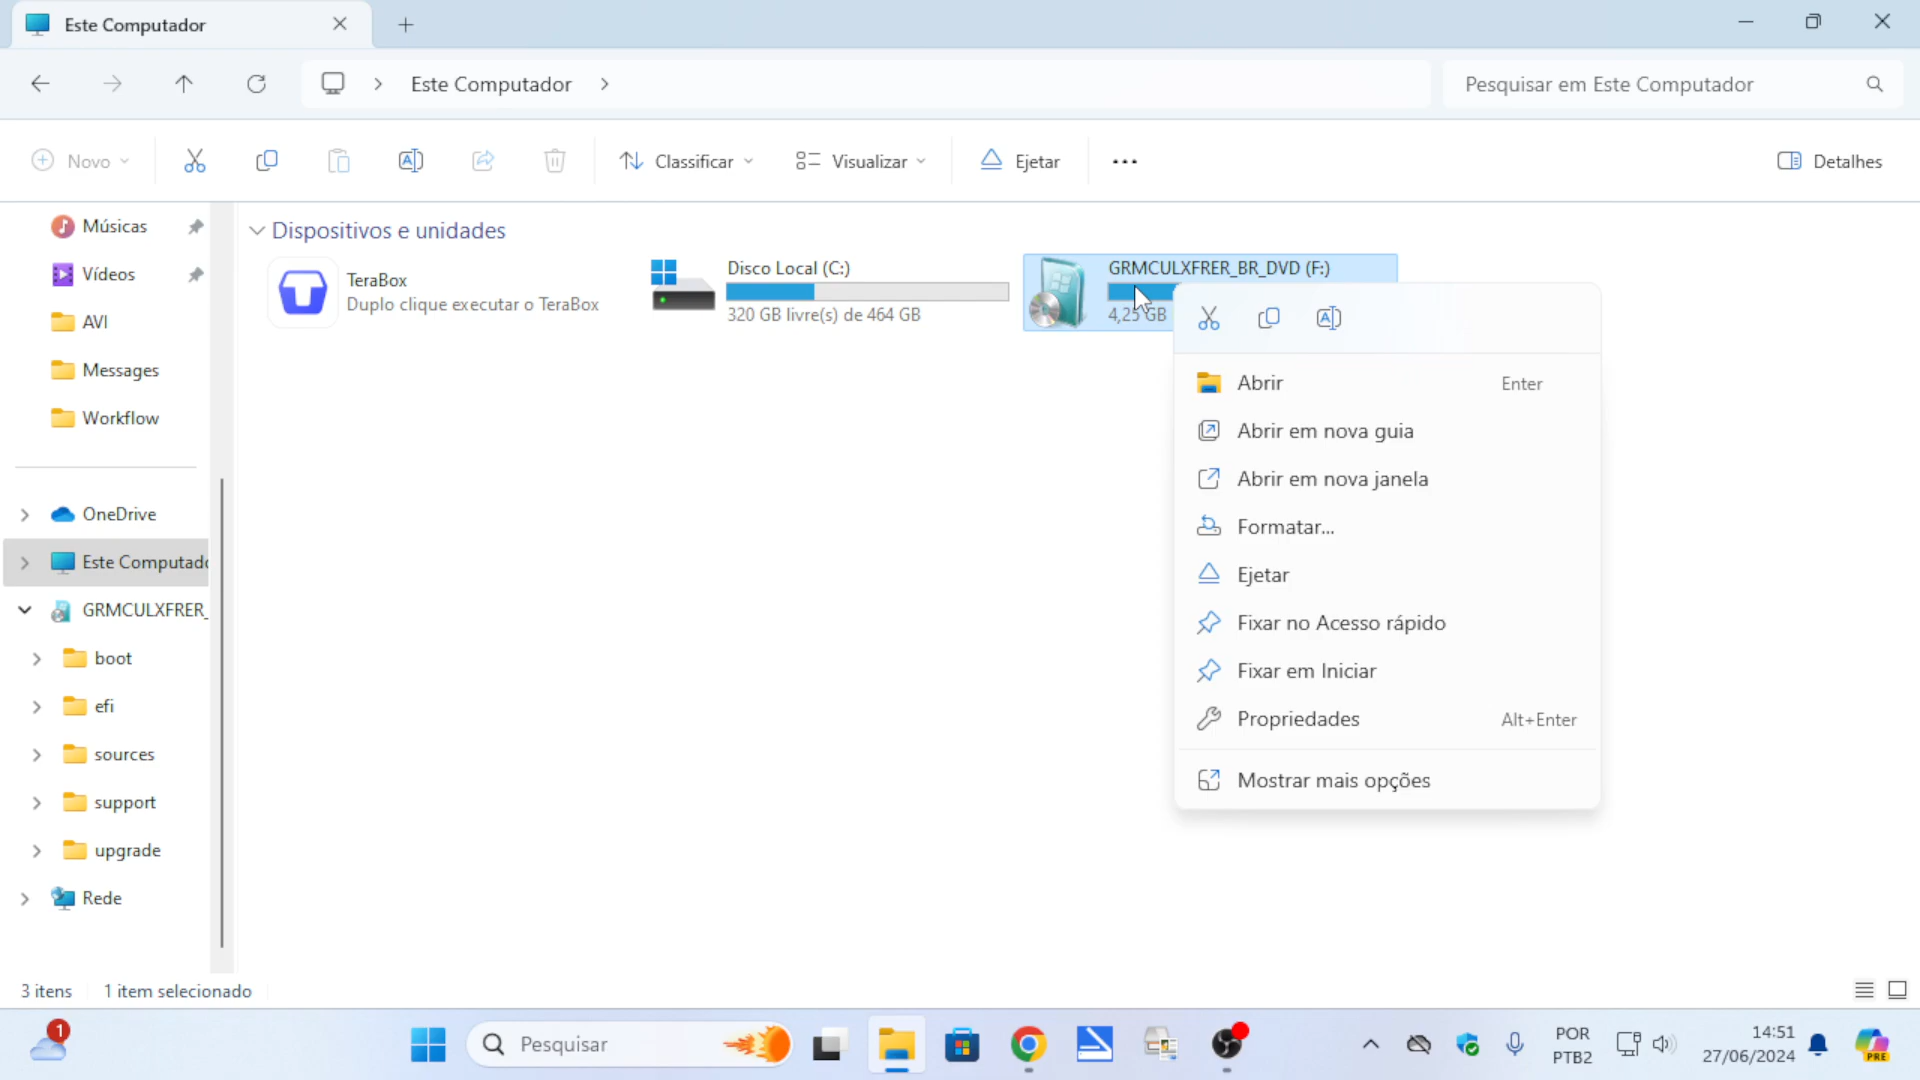 Este Computador
Este Computador
Pesquisar em Este Computador
Novo
Classificar
Visualizar
Ejetar
Detalhes
Músicas
Vídeos
AVI
Messages
Workflow
OneDrive
Este Computado
GRMCULXFRER_
boot
efi
sources
support
upgrade
Rede
Dispositivos e unidades
TeraBox
Duplo clique executar o TeraBox
Disco Local (C:)
320 GB livre(s) de 464 GB
GRMCULXFRER_BR_DVD (F:)
4,25 GB
Abrir Enter
Abrir em nova guia
Abrir em nova janela
Formatar...
Ejetar
Fixar no Acesso rápido
Fixar em Iniciar
Propriedades Alt+Enter
Mostrar mais opções
3 itens 1 item selecionado
1
Pesquisar
POR
PTB2
14:51
27/06/2024
PRE